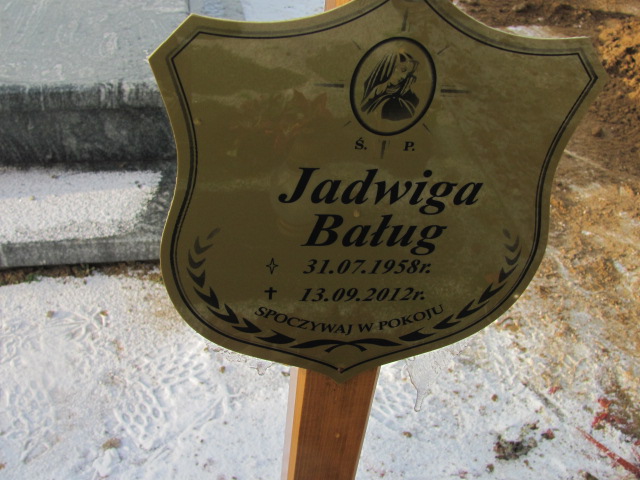 Ś. P.
Jadwiga
Baług
31.07.1958r.
13.09.2012r.
SPOCZYWAJ W POKOJU